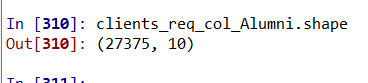 In [310]: clients_req_col_Alumni.shape
Out[310]: (27375, 10)
In [311]: